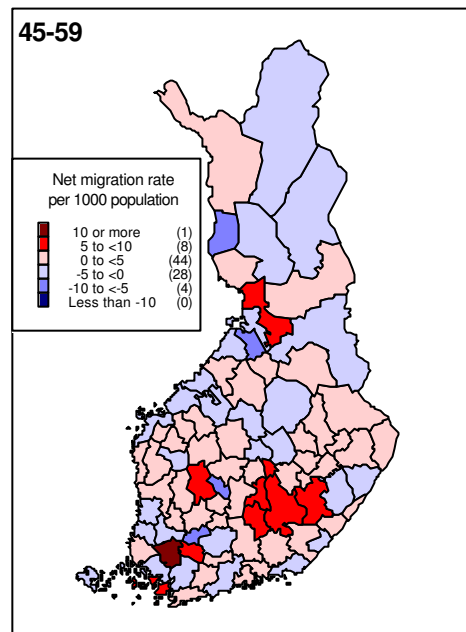 45-59
Net migration rate
per 1000 population
10 or more (1)
5 to <10 (8)
0 to <5 (44)
-5 to <0 (28)
-10 to <-5 (4)
Less than -10 (0)